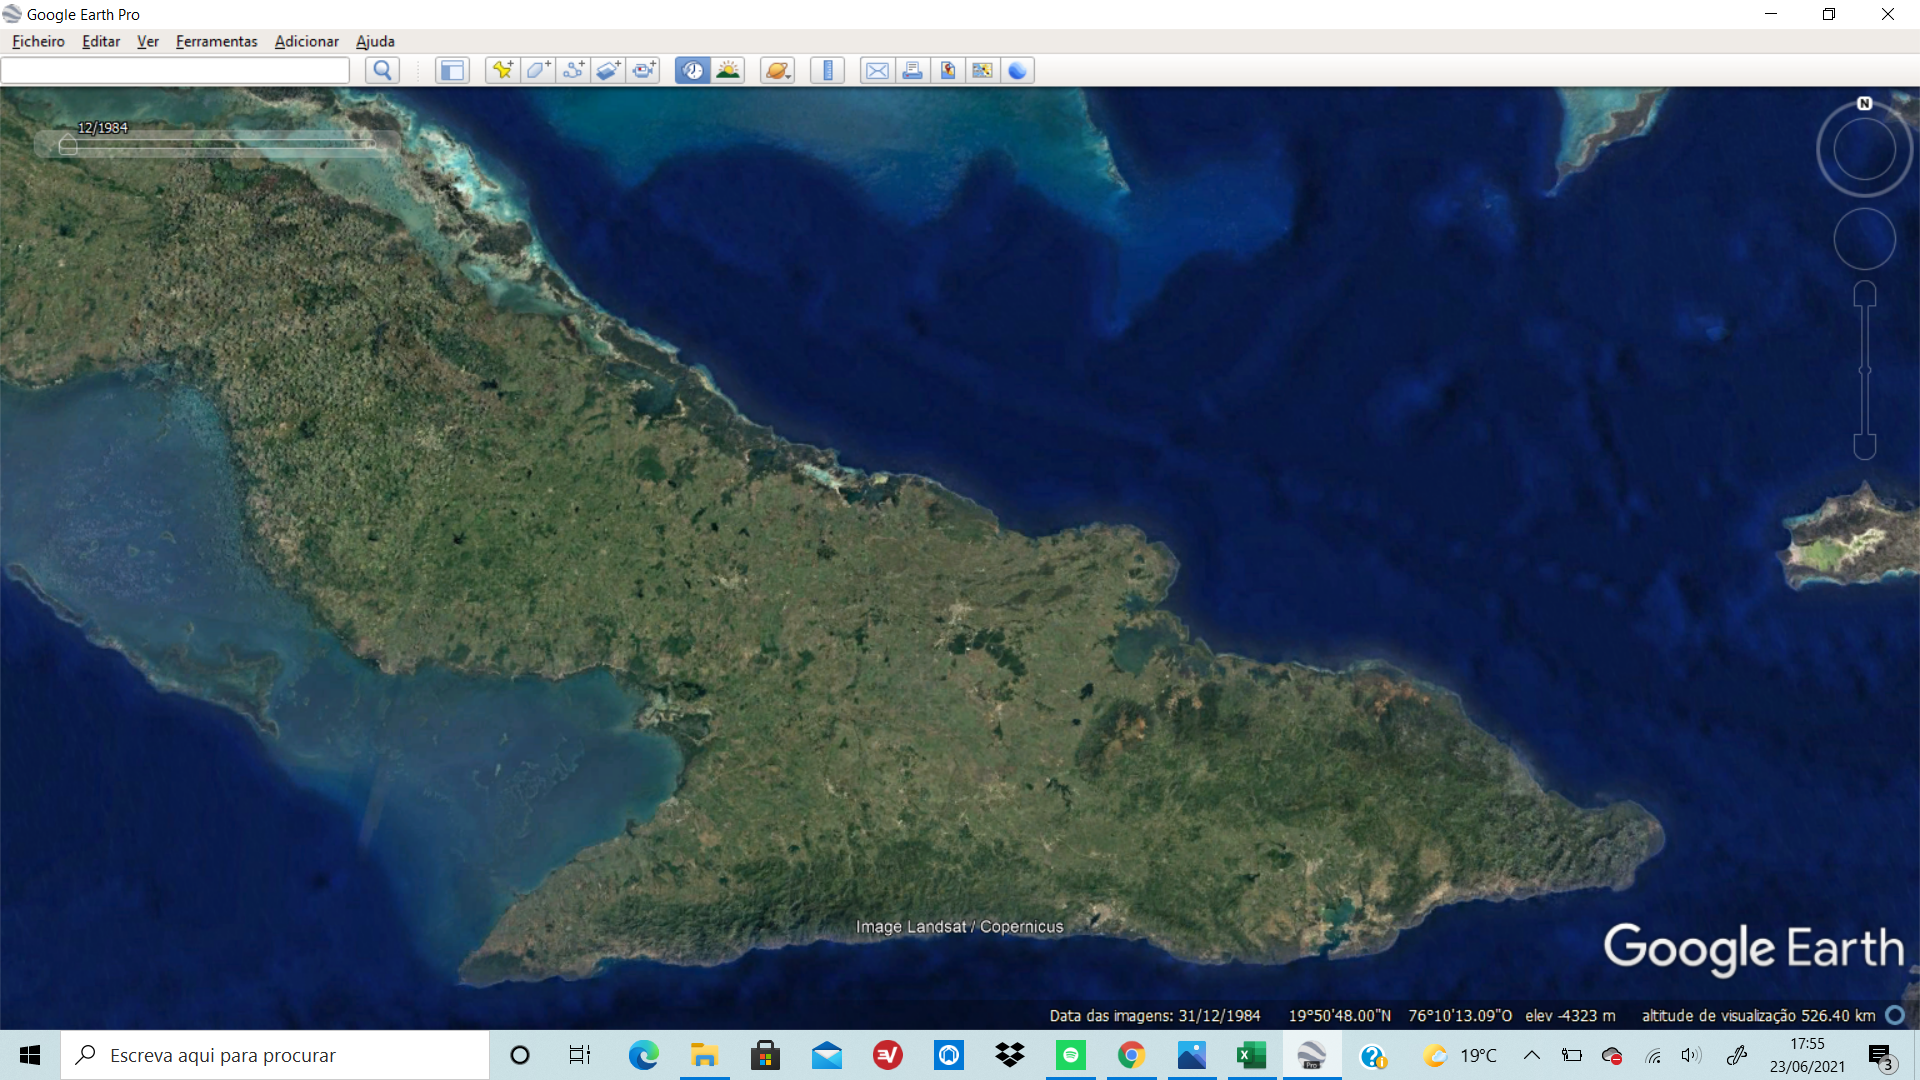 Google Earth Pro
Ficheiro Editar Ver Ferramentas Adicionar Ajuda
12/1984
N
Image Landsat / Copernicus
Google Earth
Data das imagens: 31/12/1984 19°50'48.00"N 76°10'13.09"O elev -4323 m altitude de visualização 526.40 km
Escreva aqui para procurar
Pro
19°C
17:55
23/06/2021
3